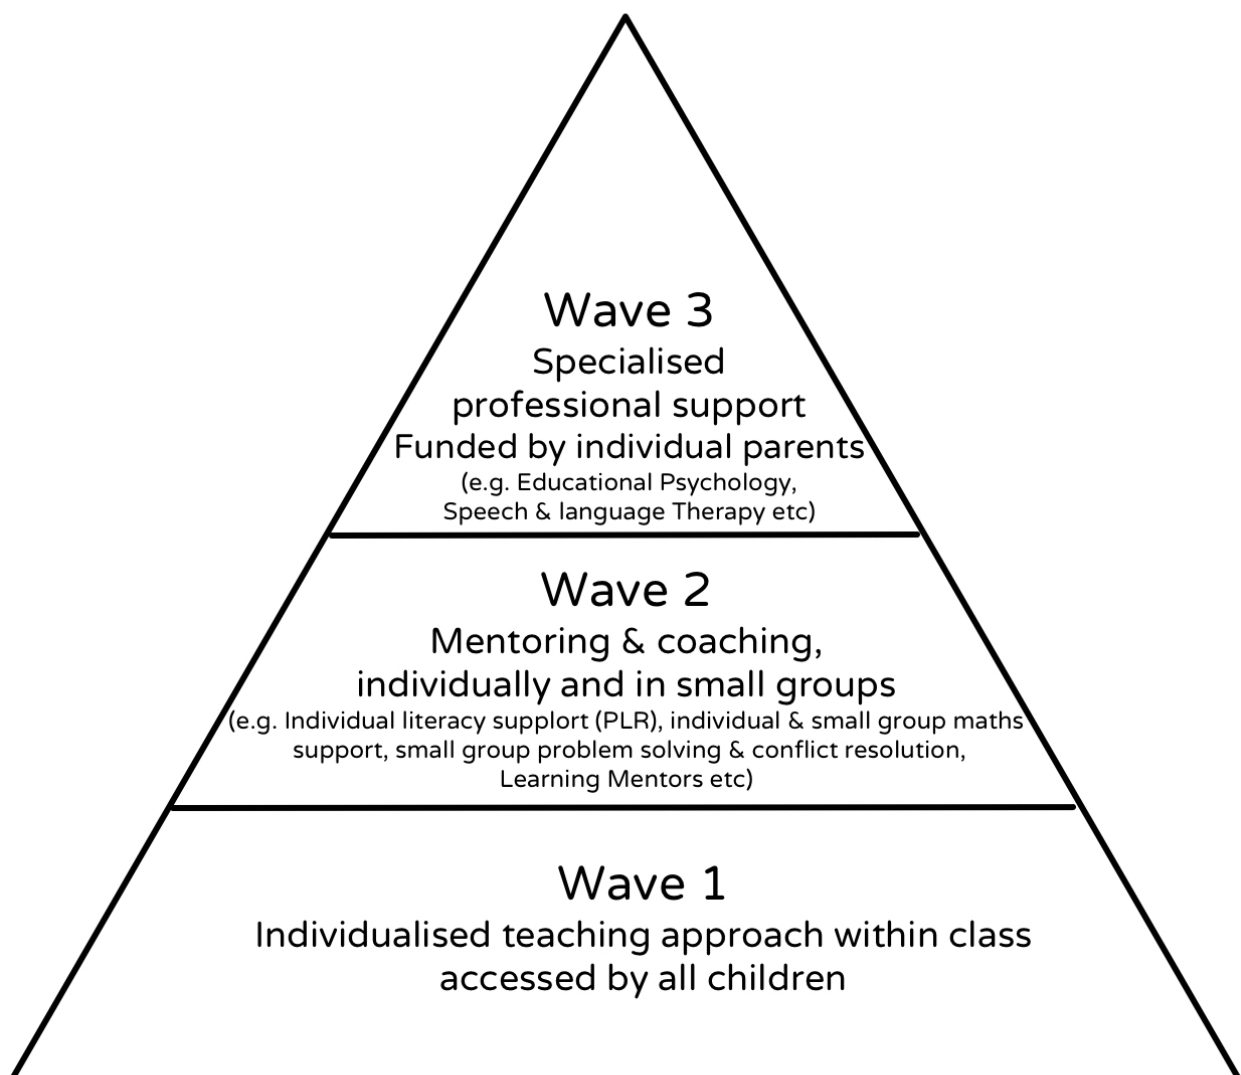 Wave 3
Specialised
professional support
Funded by individual parents
(e.g. Educational Psychology,
Speech & language Therapy etc)
Wave 2
Mentoring & coaching,
individually and in small groups
(e.g. Individual literacy supplort (PLR), individual & small group maths
support, small group problem solving & conflict resolution,
Learning Mentors etc)
Wave 1
Individualised teaching approach within class
accessed by all children